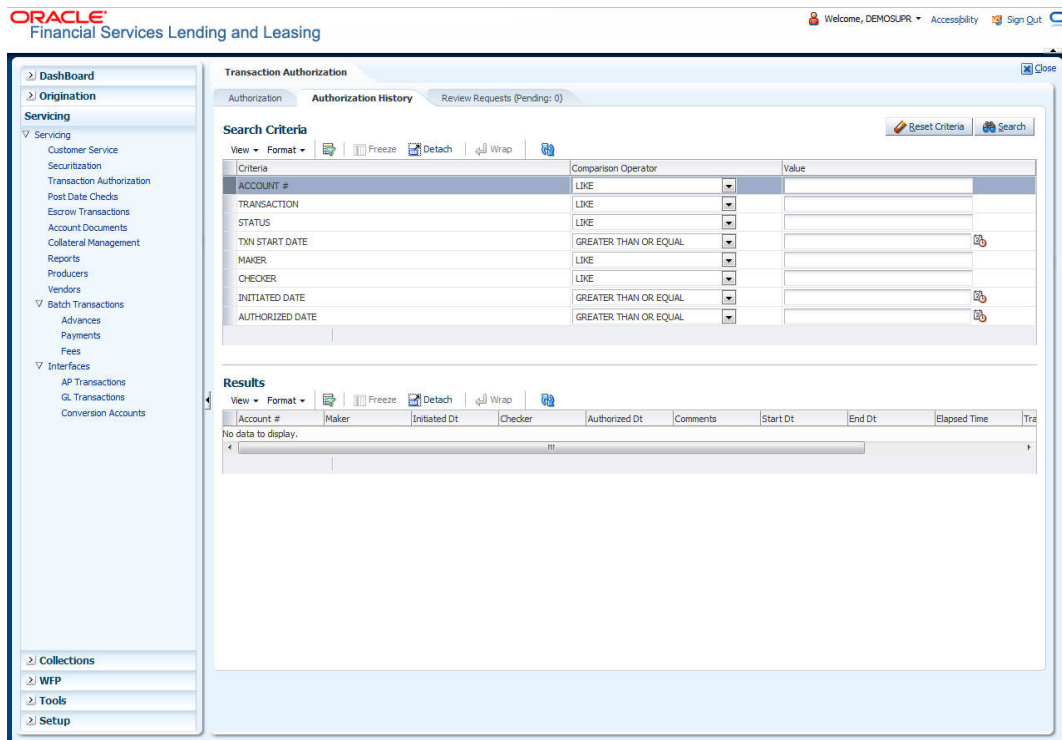 ORACLE
Financial Services Lending and Leasing
Welcome, DEMOSUPR
Accessibility
Sign Out
Close
DashBoard
Origination
Servicing
Servicing
Customer Service
Securitization
Transaction Authorization
Post Date Checks
Escrow Transactions
Account Documents
Collateral Management
Reports
Producers
Vendors
Batch Transactions
Advances
Payments
Fees
Interfaces
AP Transactions
GL Transactions
Conversion Accounts
Collections
WFP
Tools
Setup
Transaction Authorization
Authorization
Authorization History
Review Requests (Pending: 0)
Search Criteria
Reset Criteria
Search
View Format Freeze Detach Wrap
Criteria Comparison Operator Value
ACCOUNT # LIKE
TRANSACTION LIKE
STATUS LIKE
TXN START DATE GREATER THAN OR EQUAL
MAKER LIKE
CHECKER LIKE
INITIATED DATE GREATER THAN OR EQUAL
AUTHORIZED DATE GREATER THAN OR EQUAL
Results
View Format Freeze Detach Wrap
Account # Maker Initiated Dt Checker Authorized Dt Comments Start Dt End Dt Elapsed Time Tra
No data to display.